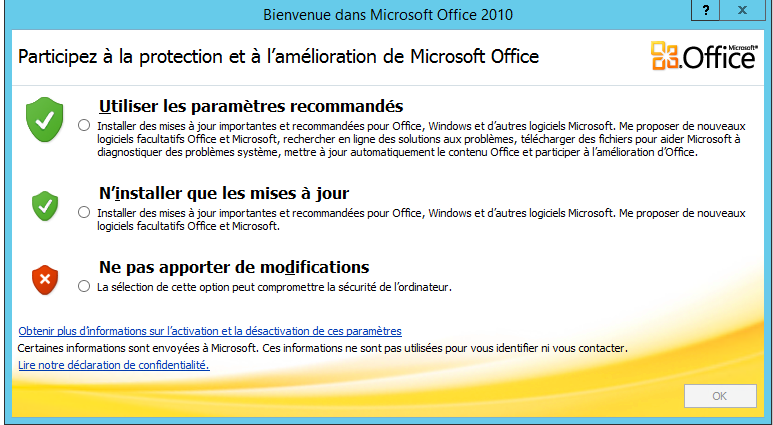 Bienvenue dans Microsoft Office 2010
? x
Participez à la protection et à l'amélioration de Microsoft Office
Microsoft®
Office
Utiliser les paramètres recommandés
Installer des mises à jour importantes et recommandées pour Office, Windows et d'autres logiciels Microsoft. Me proposer de nouveaux
logiciels facultatifs Office et Microsoft, rechercher en ligne des solutions aux problèmes, télécharger des fichiers pour aider Microsoft à
diagnostiquer des problèmes système, mettre à jour automatiquement le contenu Office et participer à l'amélioration d'Office.
N'installer que les mises à jour
Installer des mises à jour importantes et recommandées pour Office, Windows et d'autres logiciels Microsoft. Me proposer de nouveaux
logiciels facultatifs Office et Microsoft.
Ne pas apporter de modifications
La sélection de cette option peut compromettre la sécurité de l'ordinateur.
Obtenir plus d'informations sur l'activation et la désactivation de ces paramètres
Certaines informations sont envoyées à Microsoft. Ces informations ne sont pas utilisées pour vous identifier ni vous contacter.
Lire notre déclaration de confidentialité.
OK